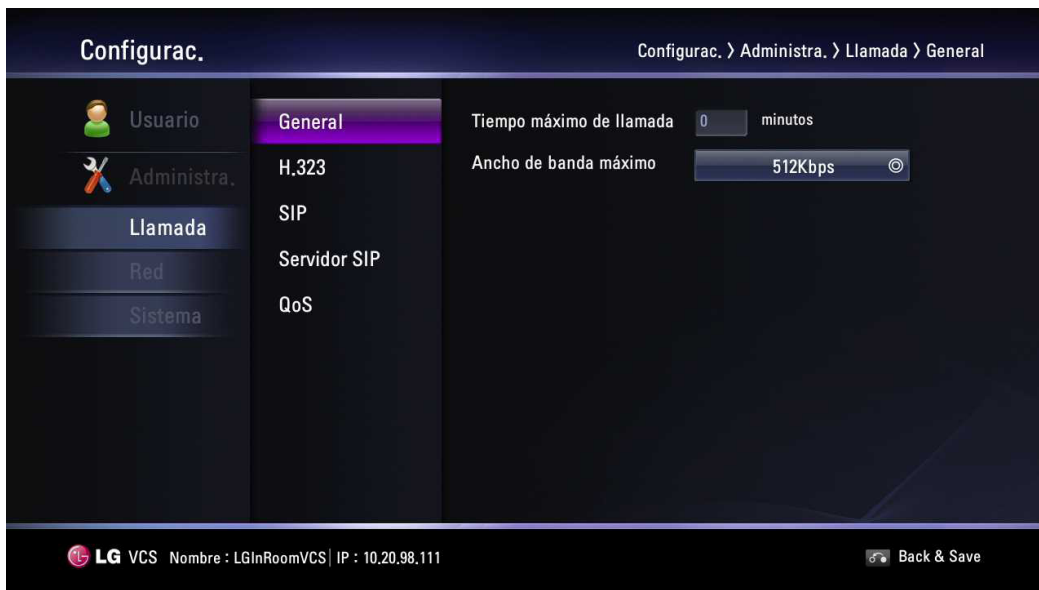 Configurac.
Configurac. > Administra. > Llamada > General
Usuario
Administra.
Llamada
Red
Sistema
General
H.323
SIP
Servidor SIP
QoS
Tiempo máximo de llamada 0 minutos
Ancho de banda máximo 512Kbps
LG VCS Nombre : LGInRoomVCS| IP : 10.20.98.111
Back & Save